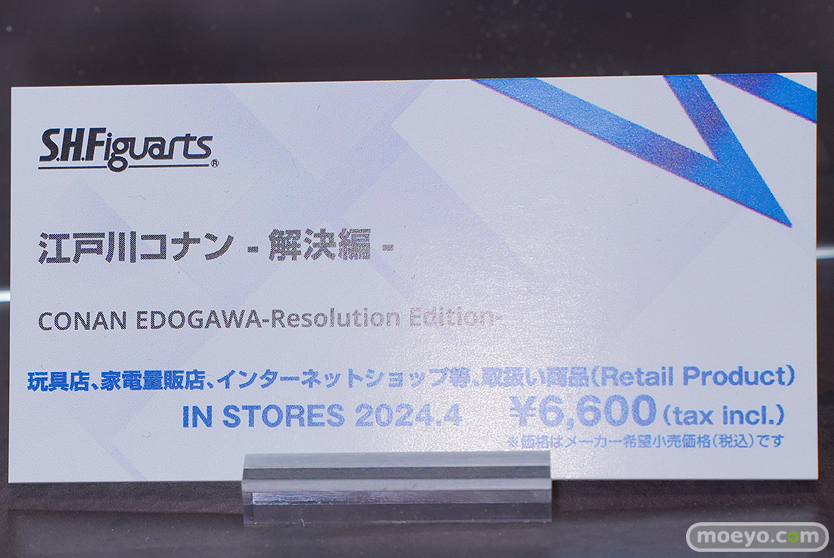 S.H.Figuarts®
江戸川コナン - 解決編 -
CONAN EDOGAWA-Resolution Edition-
玩具店、家電量販店、インターネットショップ等、取扱い商品（Retail Product）
IN STORES 2024.4 ¥6,600 (tax incl.)
※価格はメーカー希望小売価格（税込）です
moeyo.com